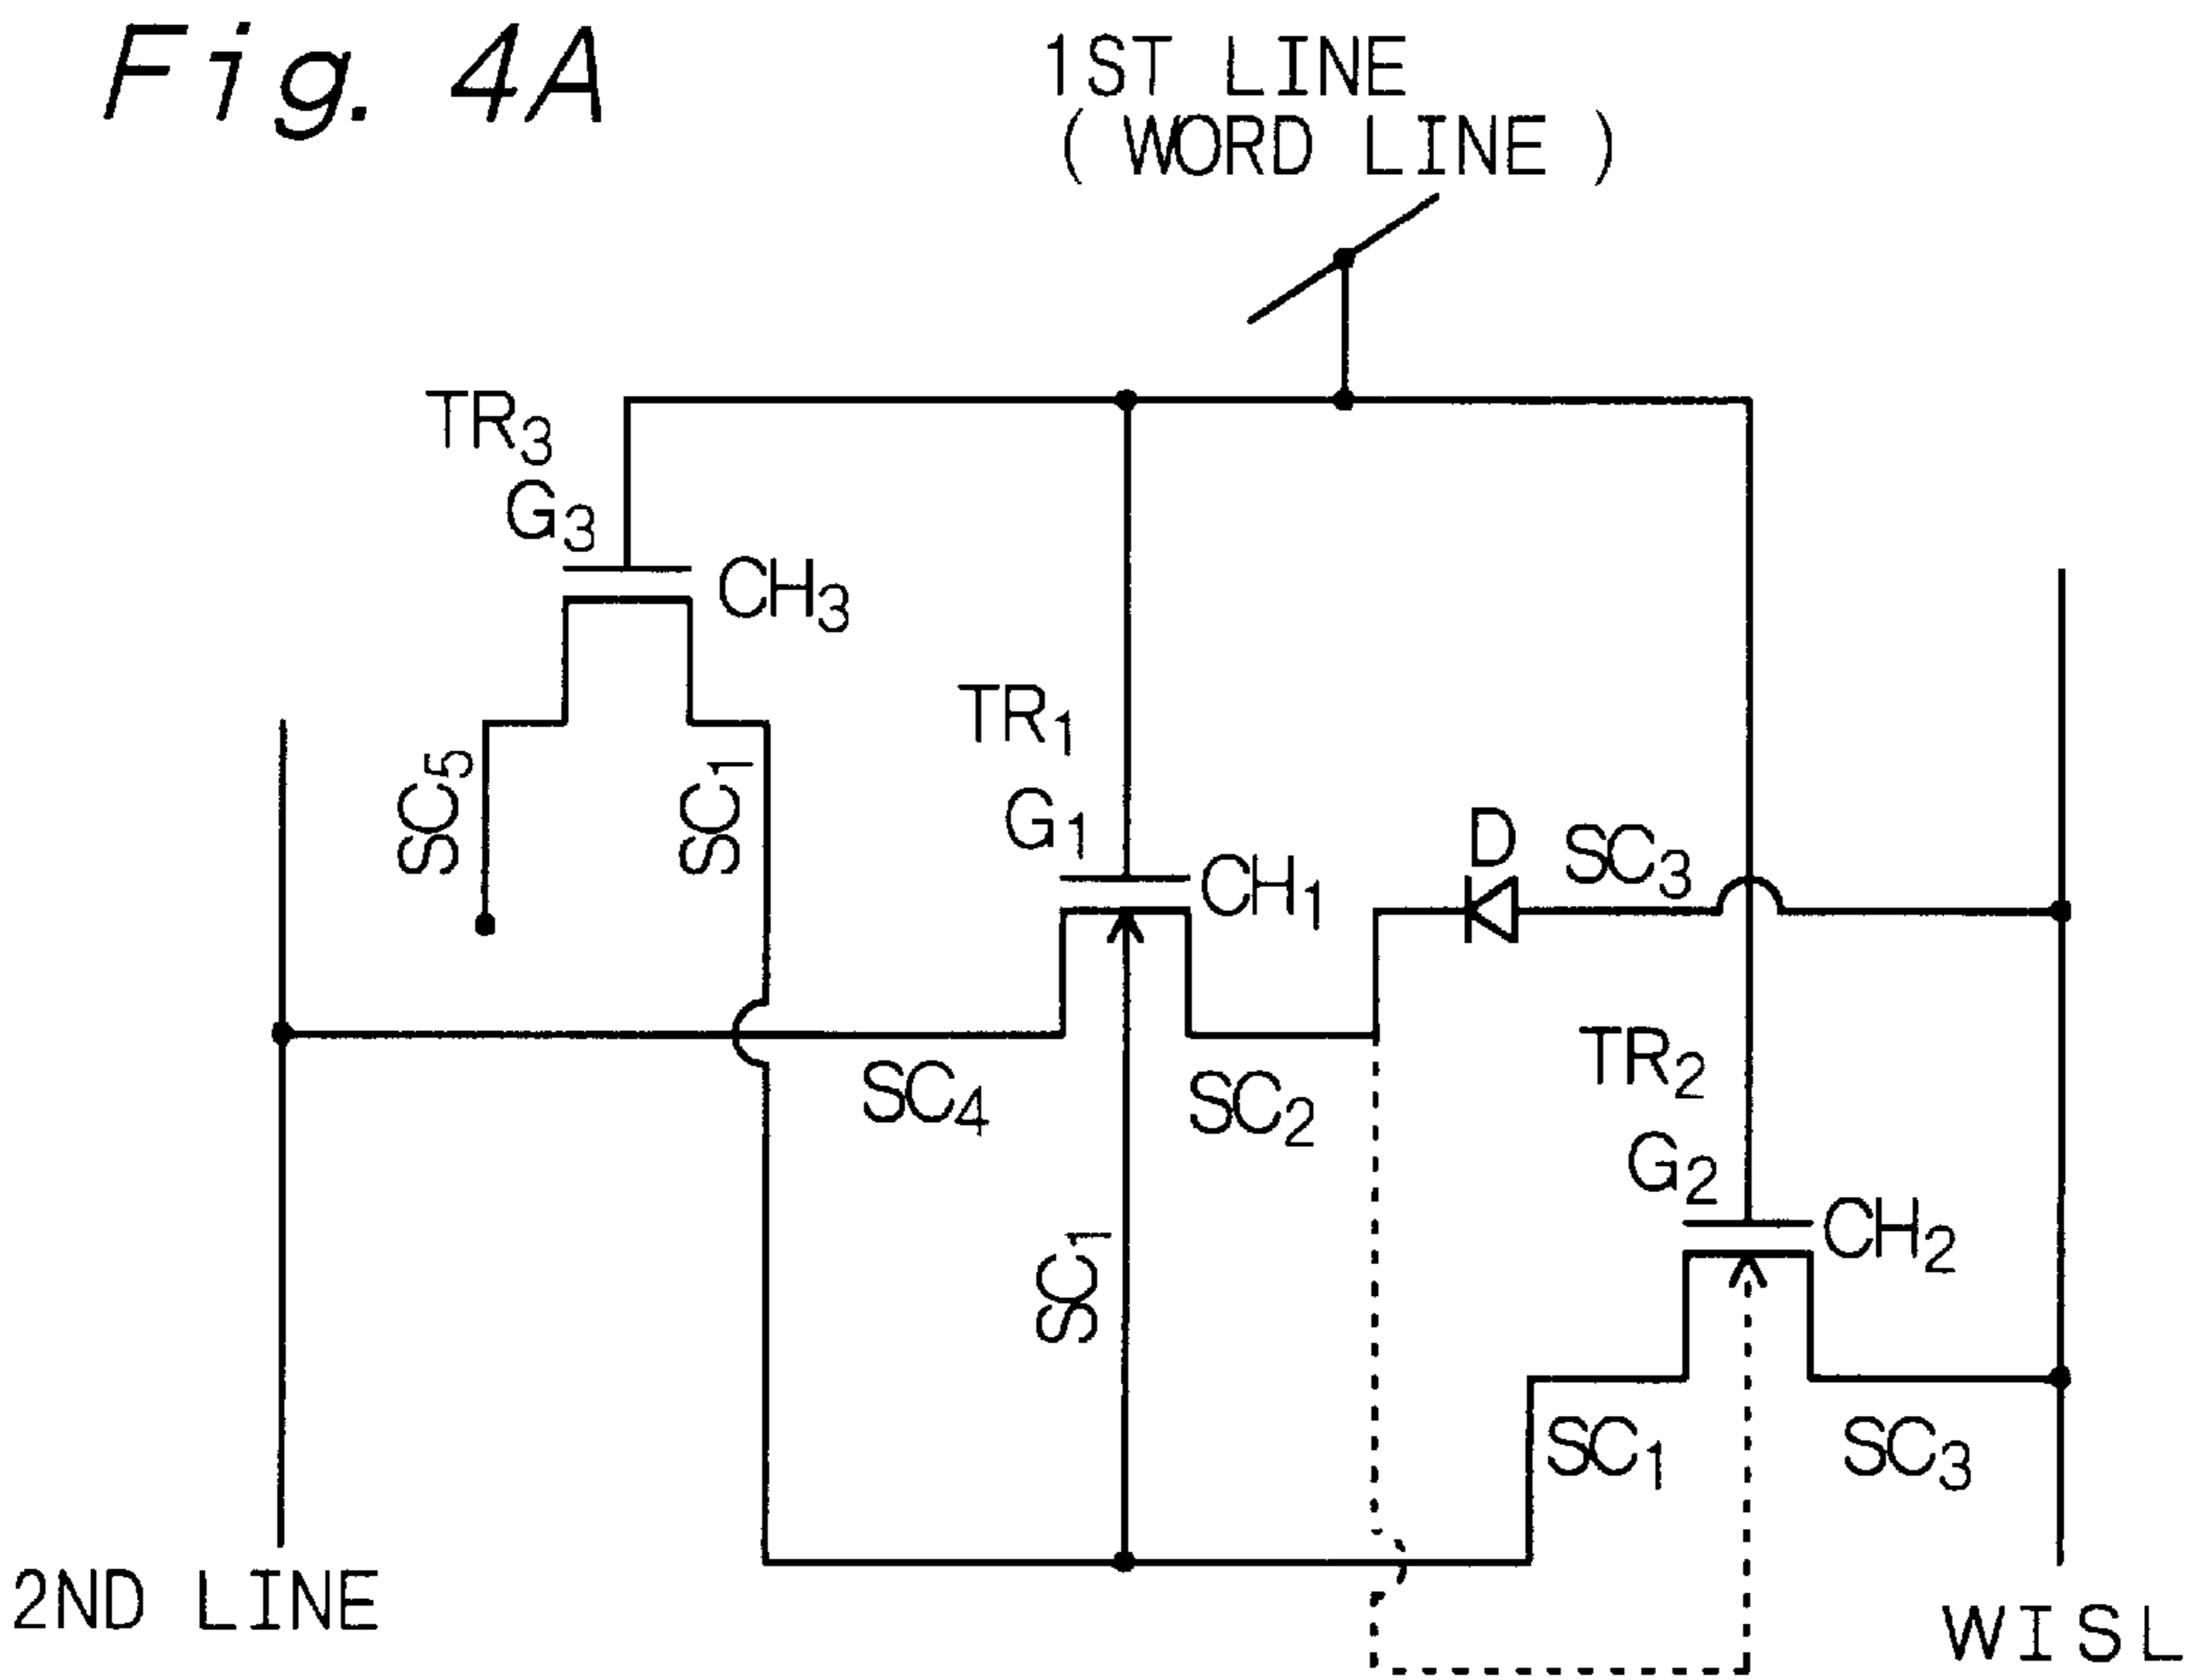 Fig. 4A
1ST LINE
( WORD LINE )
TR3
G3
CH3
SC5
SC1
TR1
G1
CH1
D
SC3
SC4
SC2
TR2
G2
CH2
SC1
SC1
SC3
2ND LINE
WISL